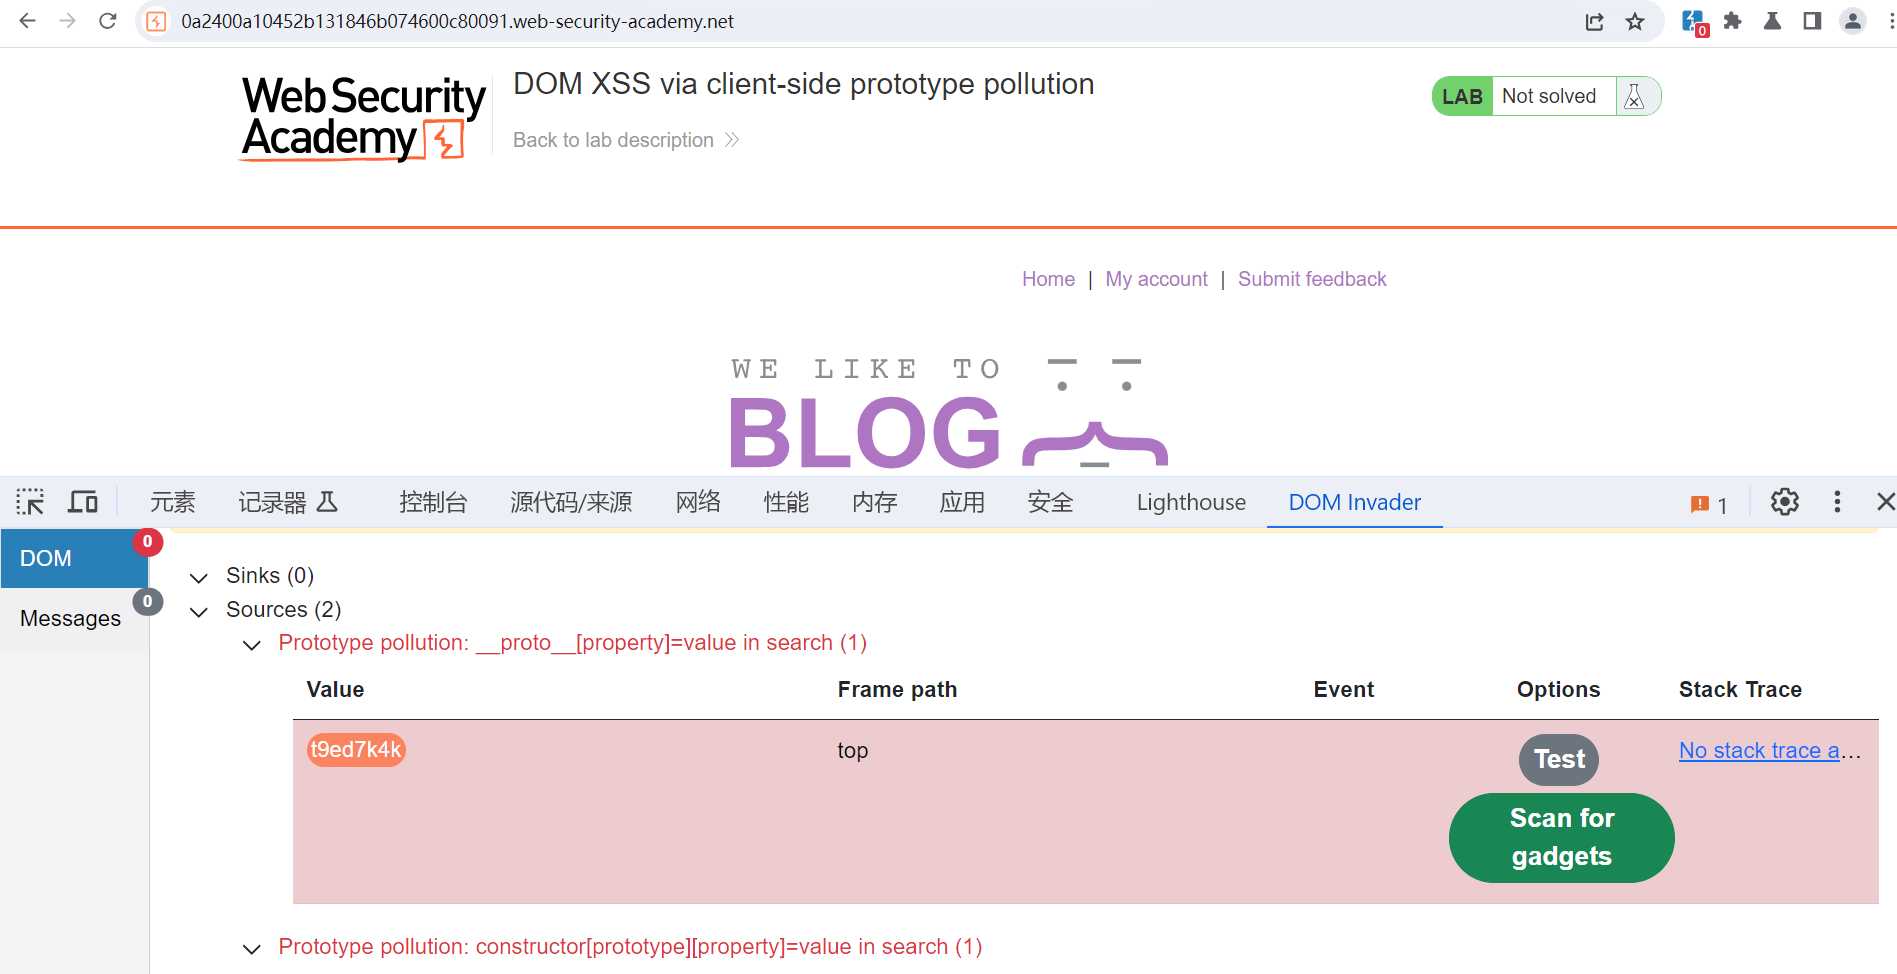 0a2400a10452b131846b074600c80091.web-security-academy.net
0
Web Security
Academy
DOM XSS via client-side prototype pollution
Back to lab description
LAB Not solved
Home | My account | Submit feedback
WE LIKE TO
BLOG
元素 记录器 控制台 源代码/来源 网络 性能 内存 应用 安全 Lighthouse DOM Invader 1
DOM 0
Messages 0
Sinks (0)
Sources (2)
Prototype pollution: __proto__[property]=value in search (1)
Value Frame path Event Options Stack Trace
t9ed7k4k top Test No stack trace a...
Scan for
gadgets
Prototype pollution: constructor[prototype][property]=value in search (1)